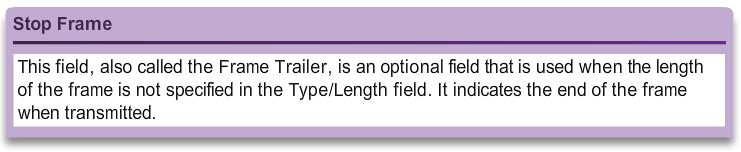 Stop Frame
This field, also called the Frame Trailer, is an optional field that is used when the length
of the frame is not specified in the Type/Length field. It indicates the end of the frame
when transmitted.